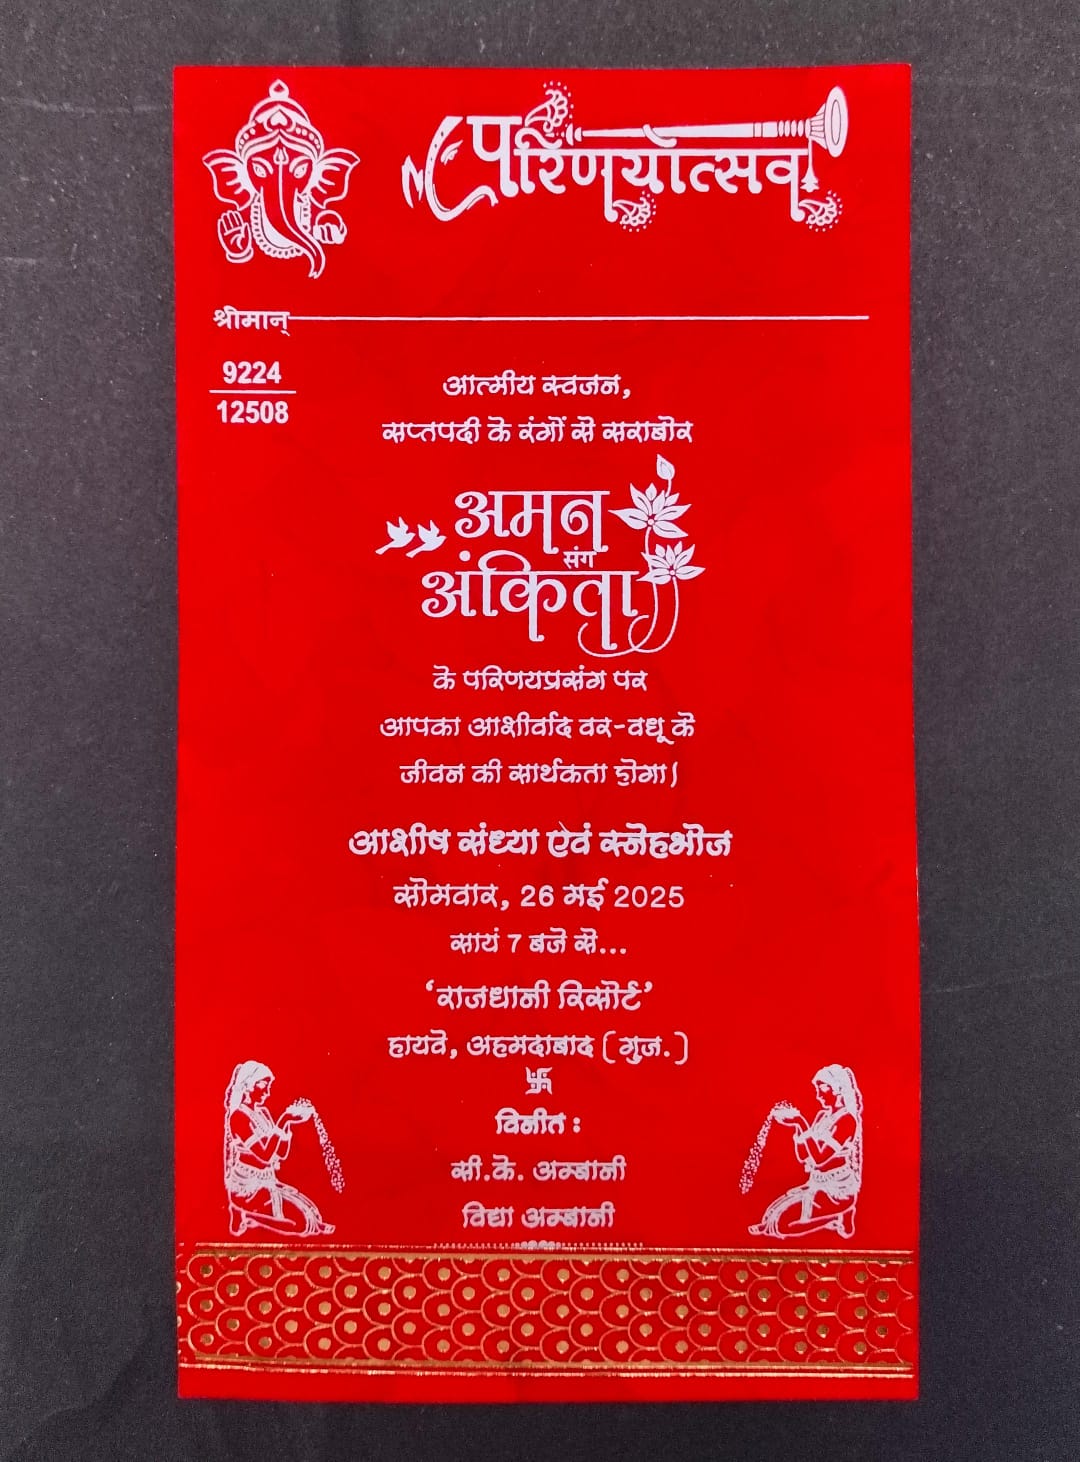 परिणयोत्सव
श्रीमान्
9224
12508
आत्मीय स्वजन,
सप्तपदी के रंगों से सराबोर
अमन
संग
अंकिता
के परिणयप्रसंग पर
आपका आशीर्वाद वर-वधू के
जीवन की सार्थकता होगा।
आशीष संध्या एवं स्नेहभोज
सोमवार, 26 मई 2025
सायं 7 बजे से...
‘राजधानी रिसोर्ट’
हायवे, अहमदाबाद (गुज.)
卐
विनीत :
सी.के. अम्बानी
विद्या अम्बानी